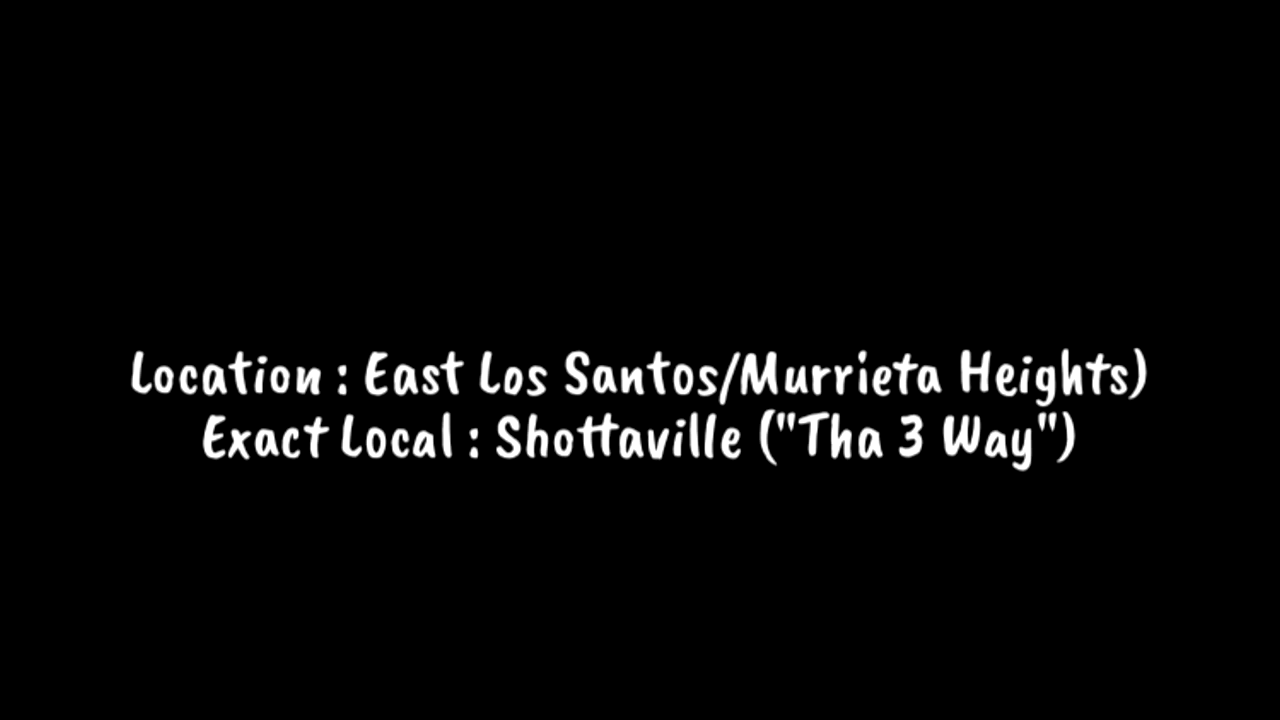 Location : East Los Santos/Murrieta Heights)
Exact Local : Shottaville ("Tha 3 Way")